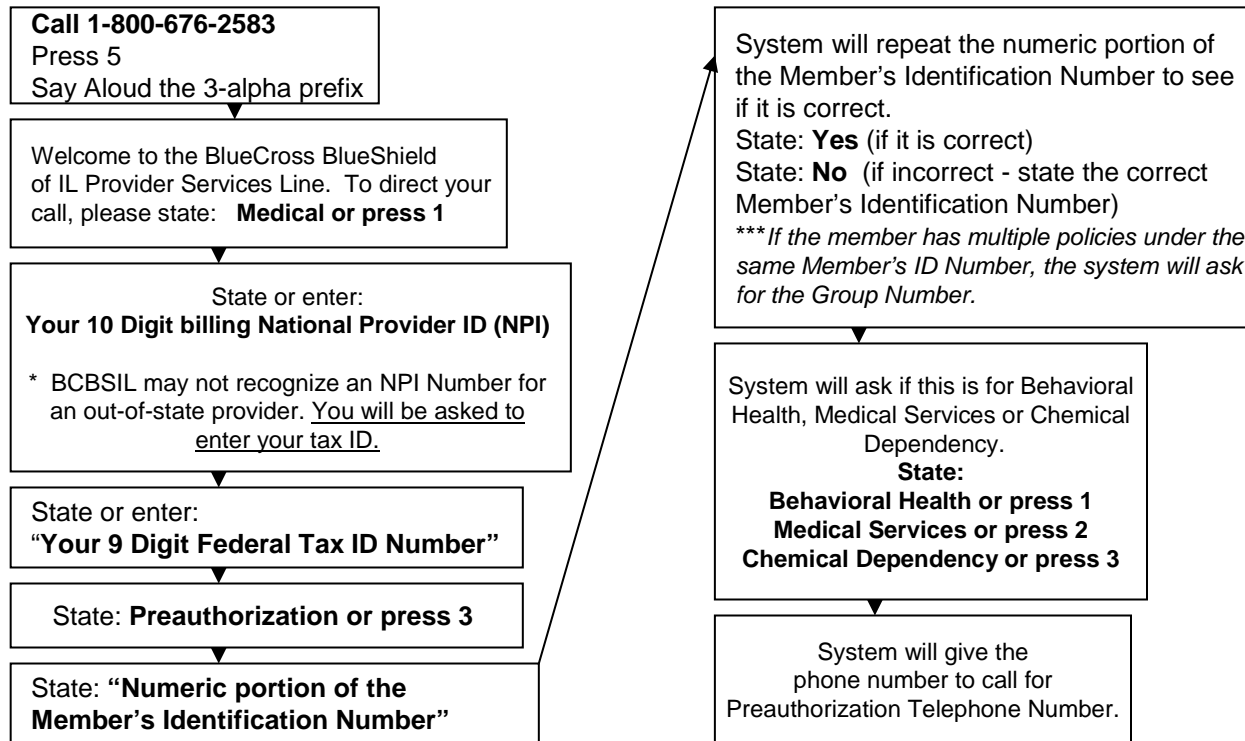 Call 1-800-676-2583
Press 5
Say Aloud the 3-alpha prefix
Welcome to the BlueCross BlueShield
of IL Provider Services Line.  To direct your
call, please state:   Medical or press 1
State or enter:
Your 10 Digit billing National Provider ID (NPI)
*  BCBSIL may not recognize an NPI Number for
an out-of-state provider. You will be asked to
enter your tax ID.
State or enter:
“Your 9 Digit Federal Tax ID Number”
State: Preauthorization or press 3
State: “Numeric portion of the
Member’s Identification Number”
System will repeat the numeric portion of
the Member’s Identification Number to see
if it is correct.
State: Yes (if it is correct)
State: No  (if incorrect - state the correct
Member’s Identification Number)
***If the member has multiple policies under the
same Member’s ID Number, the system will ask
for the Group Number.
System will ask if this is for Behavioral
Health, Medical Services or Chemical
Dependency.
State:
Behavioral Health or press 1
Medical Services or press 2
Chemical Dependency or press 3
System will give the
phone number to call for
Preauthorization Telephone Number.